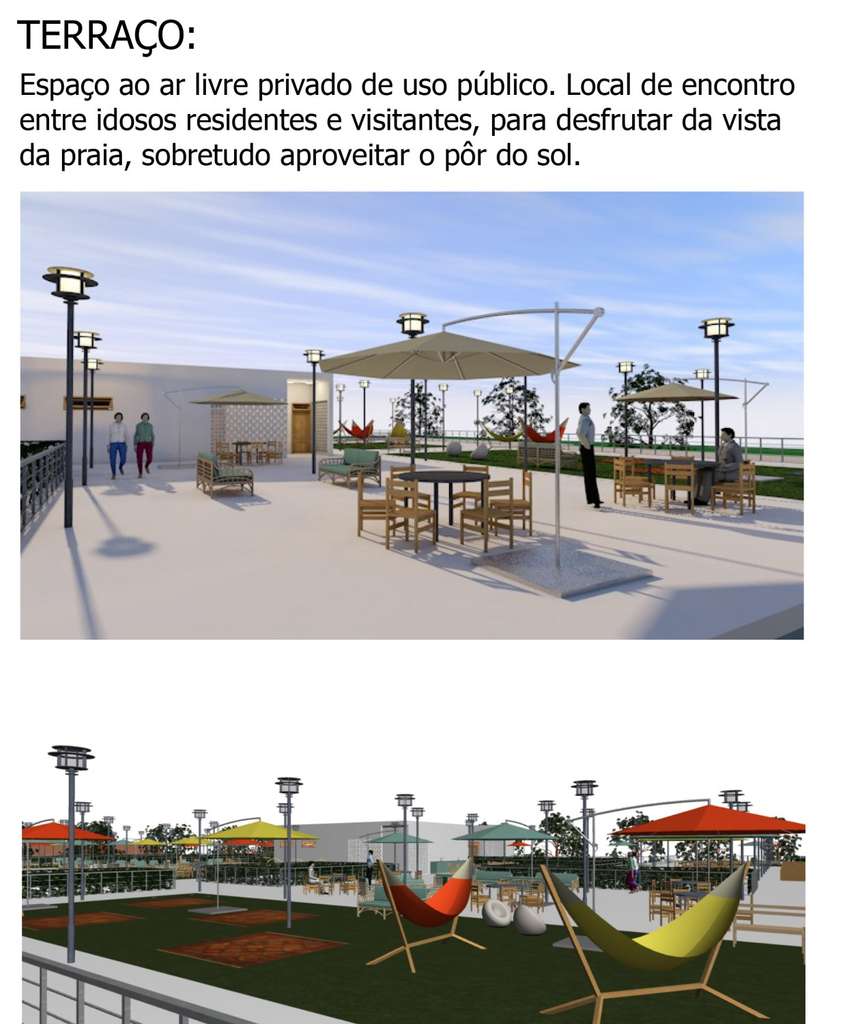 TERRAÇO:
Espaço ao ar livre privado de uso público. Local de encontro
entre idosos residentes e visitantes, para desfrutar da vista
da praia, sobretudo aproveitar o pôr do sol.